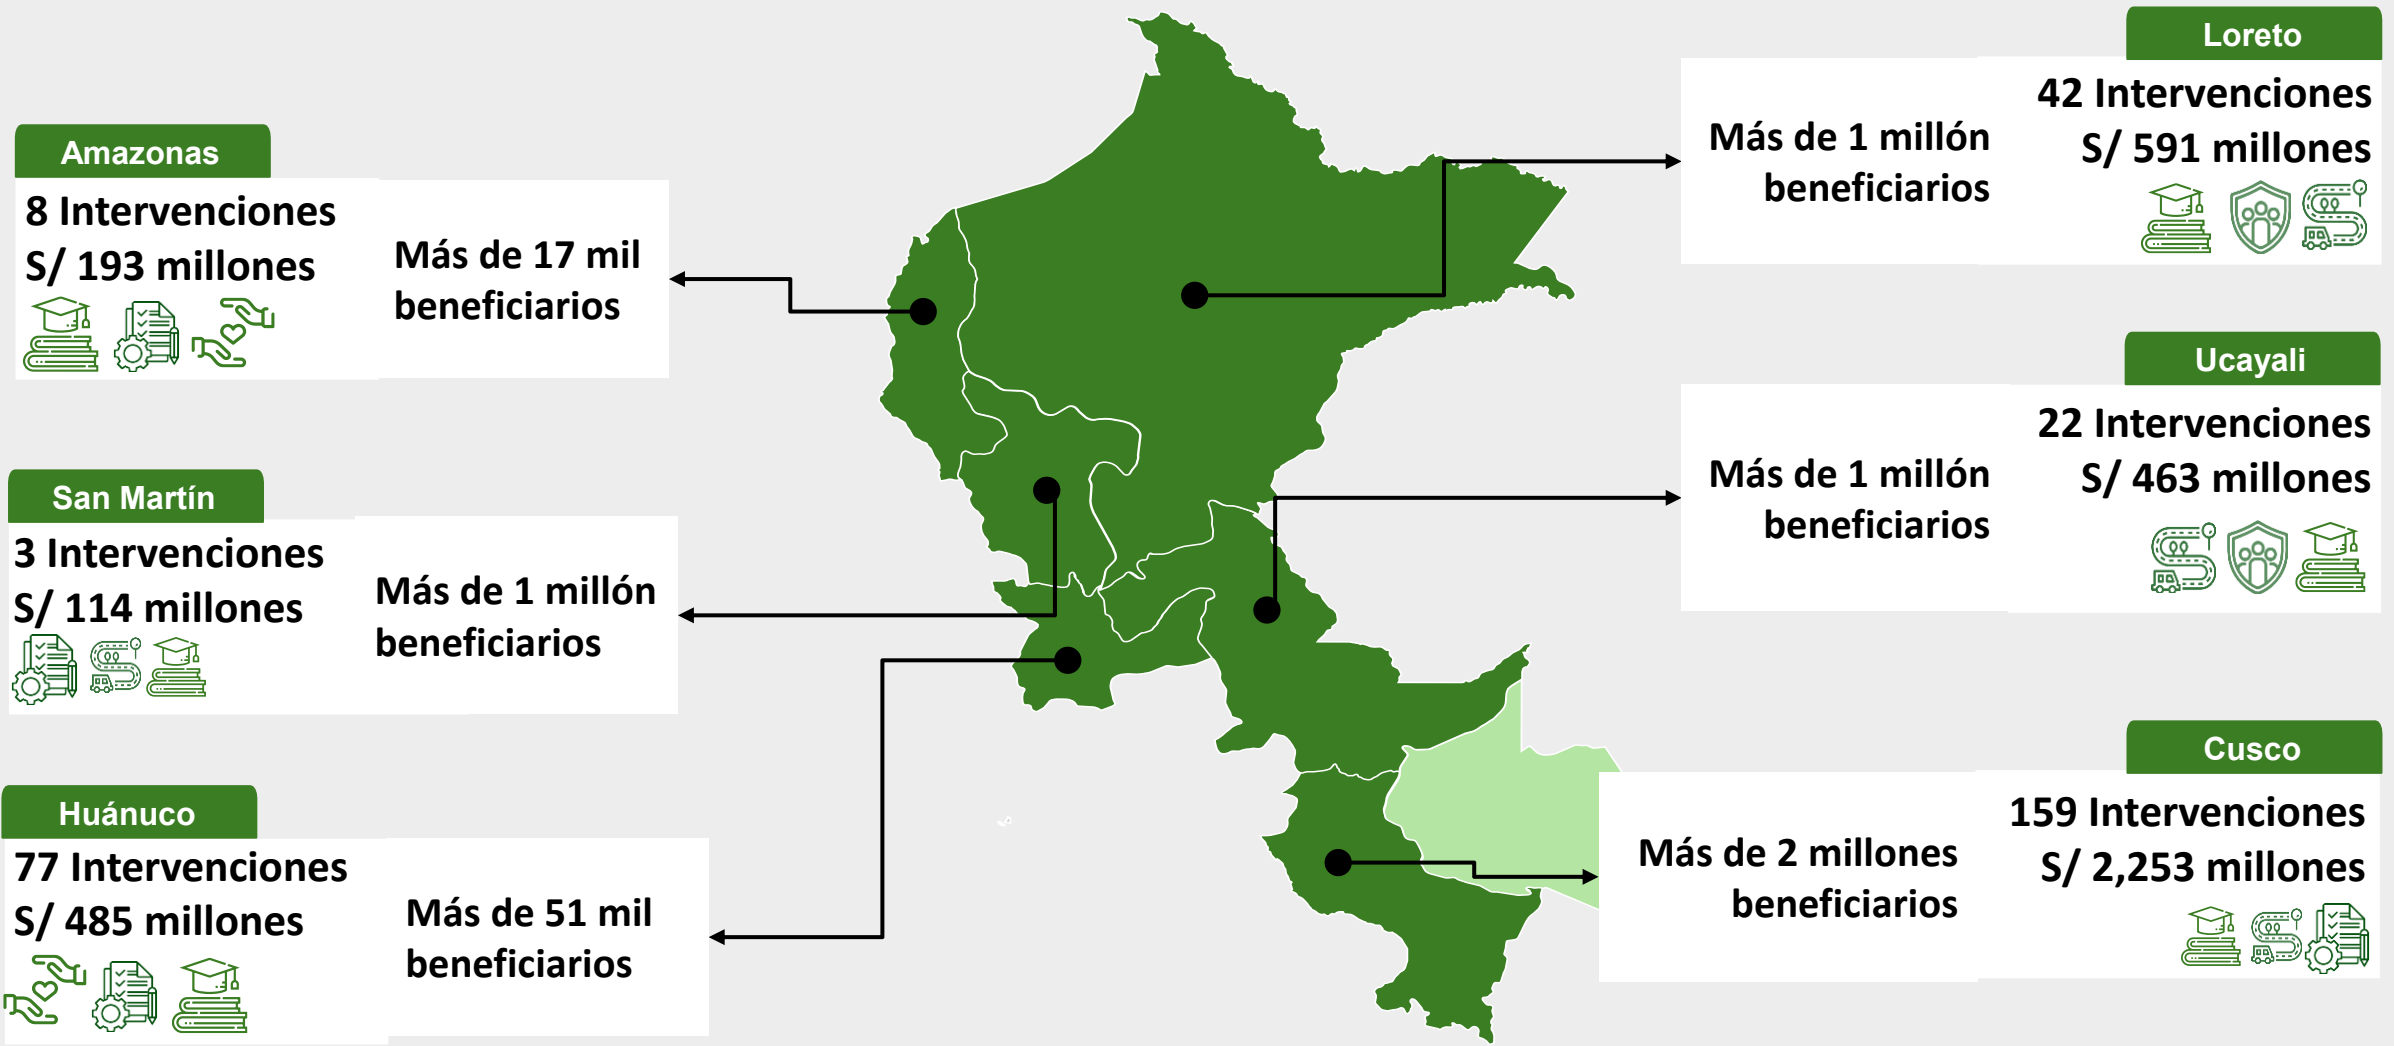 Amazonas
8 Intervenciones
S/ 193 millones
Más de 17 mil
beneficiarios
San Martín
3 Intervenciones
S/ 114 millones
Más de 1 millón
beneficiarios
Huánuco
77 Intervenciones
S/ 485 millones
Más de 51 mil
beneficiarios
Loreto
42 Intervenciones
S/ 591 millones
Más de 1 millón
beneficiarios
Ucayali
22 Intervenciones
S/ 463 millones
Más de 1 millón
beneficiarios
Cusco
159 Intervenciones
S/ 2,253 millones
Más de 2 millones
beneficiarios